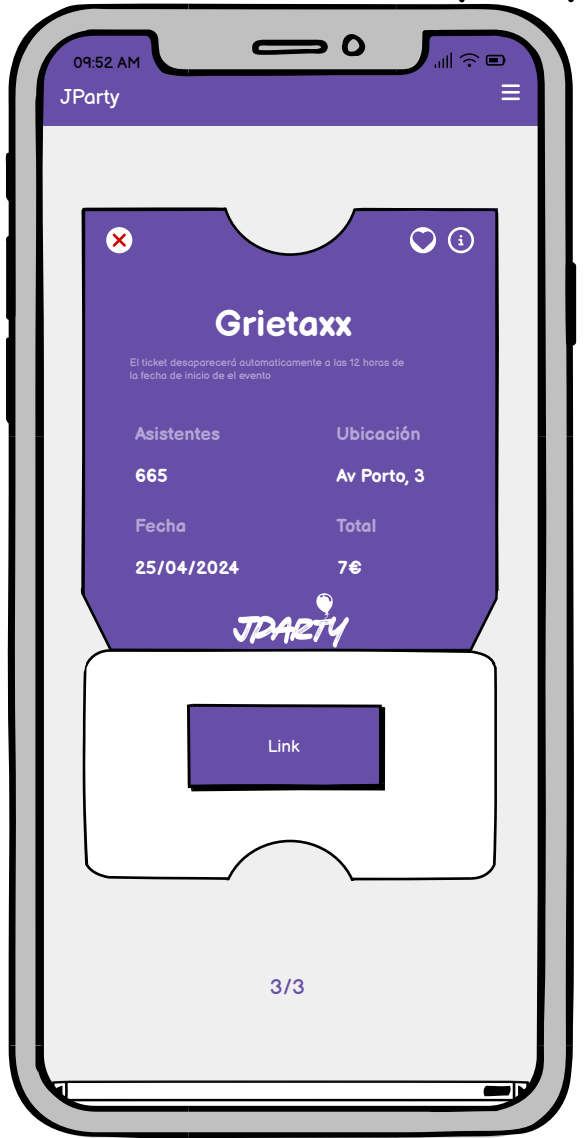 09:52 AM
JParty
Grietaxx
El ticket desaparecerá automaticamente a las 12 horas de
la fecha de inicio de el evento
Asistentes
Ubicación
665
Av Porto, 3
Fecha
Total
25/04/2024
7€
JPARTY
Link
3/3